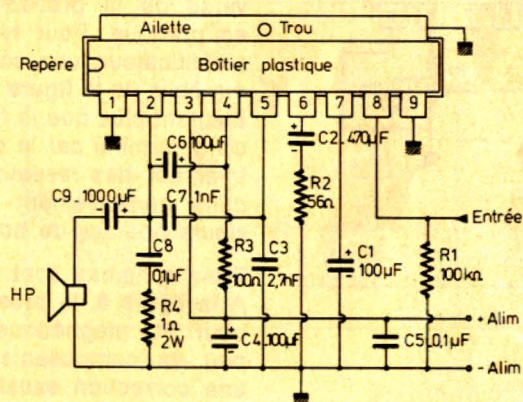 Ailette
Trou
Repère
Boîtier plastique
1 2 3 4 5 6 7 8 9
C6 100µF
- +
C2 470µF
+ -
C9 1000µF
- +
C7 1nF
R2
56Ω
Entrée
C8
0,1µF
R3
100Ω
C3
2,7nF
+
C1
100µF
R1
100kΩ
HP
R4
1Ω
2W
+
-
C4 100µF
C5 0,1µF
+ Alim
- Alim